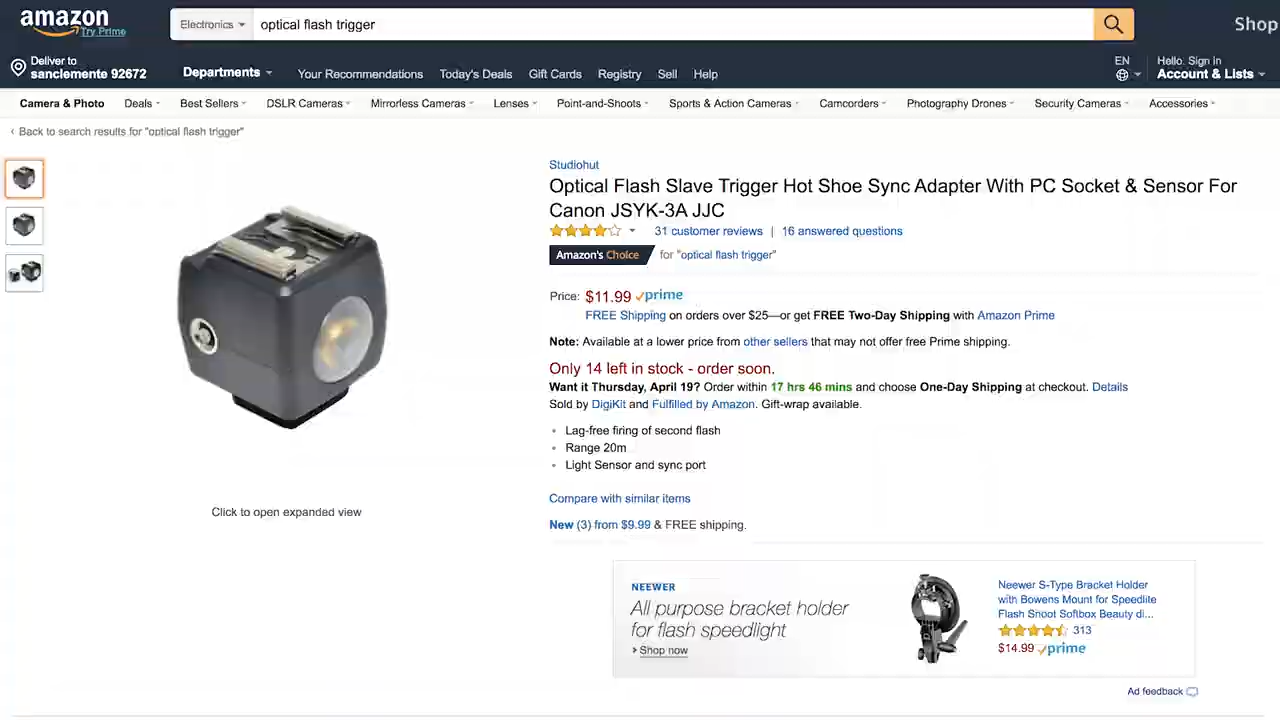 amazon
Try Prime
Electronics
optical flash trigger
Shop
Deliver to
sanclemente 92672
Departments
Your Recommendations
Today's Deals
Gift Cards
Registry
Sell
Help
EN
Hello. Sign in
Account & Lists
Camera & Photo
Deals
Best Sellers
DSLR Cameras
Mirrorless Cameras
Lenses
Point-and-Shoots
Sports & Action Cameras
Camcorders
Photography Drones
Security Cameras
Accessories
‹ Back to search results for "optical flash trigger"
Studiohut
Optical Flash Slave Trigger Hot Shoe Sync Adapter With PC Socket & Sensor For
Canon JSYK-3A JJC
31 customer reviews | 16 answered questions
Amazon's Choice for "optical flash trigger"
Price: $11.99 prime
FREE Shipping on orders over $25—or get FREE Two-Day Shipping with Amazon Prime
Note: Available at a lower price from other sellers that may not offer free Prime shipping.
Only 14 left in stock - order soon.
Want it Thursday, April 19? Order within 17 hrs 46 mins and choose One-Day Shipping at checkout. Details
Sold by DigiKit and Fulfilled by Amazon. Gift-wrap available.
• Lag-free firing of second flash
• Range 20m
• Light Sensor and sync port
Click to open expanded view
Compare with similar items
New (3) from $9.99 & FREE shipping.
NEEWER
All purpose bracket holder
for flash speedlight
Shop now
Neewer S-Type Bracket Holder
with Bowens Mount for Speedlite
Flash Snoot Softbox Beauty di...
313
$14.99 prime
Ad feedback